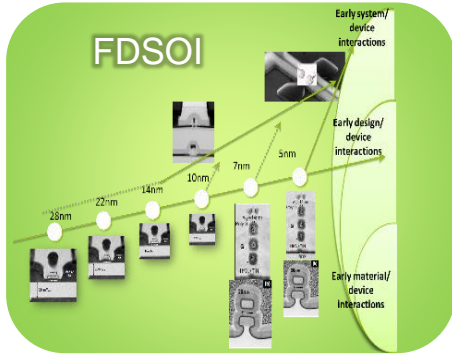 Early system/
device
interactions
FDSOI
Early design/
device
interactions
5nm
7nm
10nm
14nm
22nm
28nm
G
Early material/
device
interactions